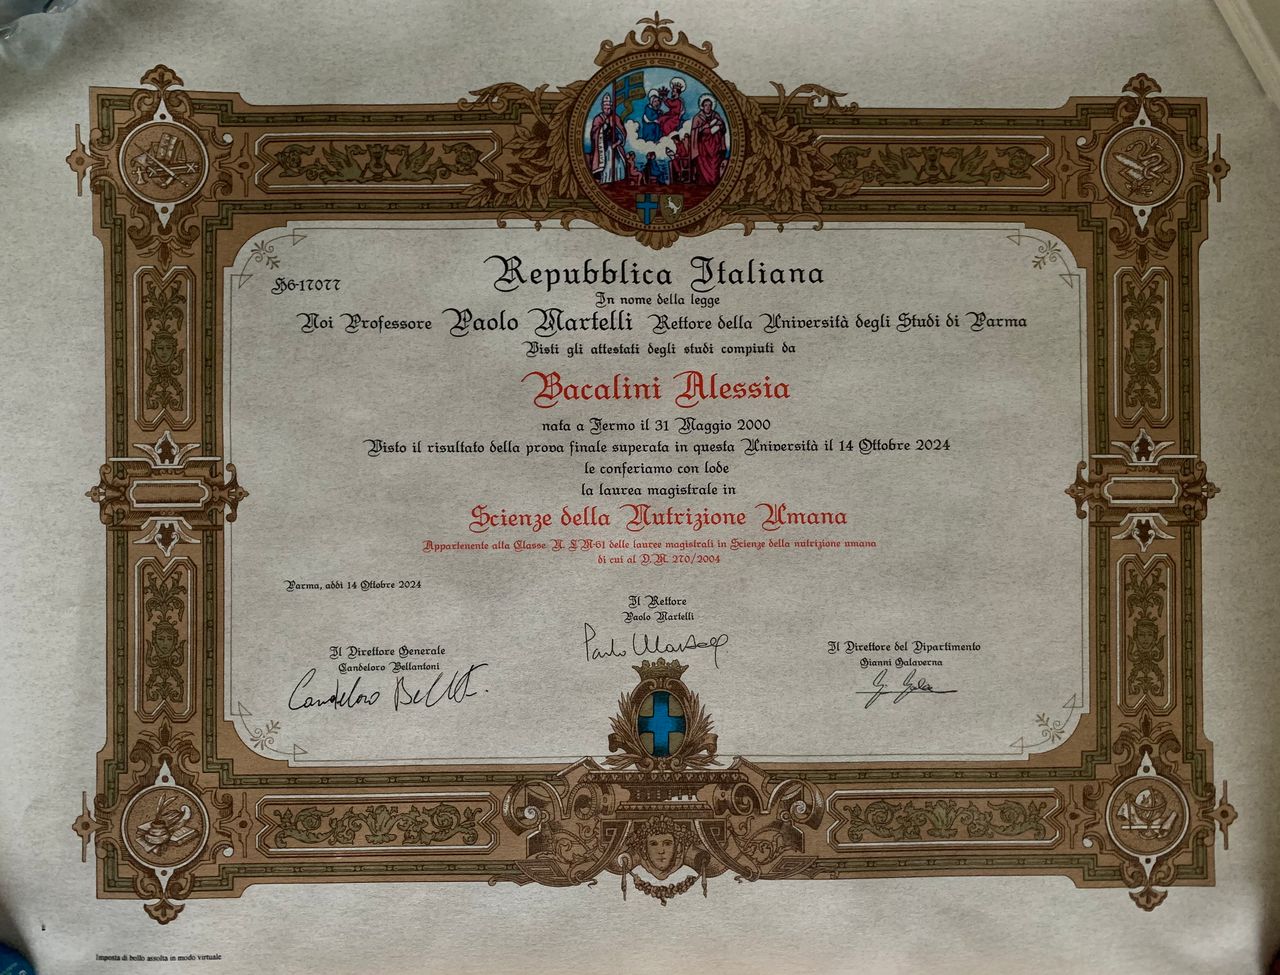 H6-17077
Repubblica Italiana
In nome della legge
Noi Professore Paolo Martelli Rettore della Università degli Studi di Parma
Visti gli attestati degli studi compiuti da
Bacalini Alessia
nata a Fermo il 31 Maggio 2000
Visto il risultato della prova finale superata in questa Università il 14 Ottobre 2024
le conferiamo con lode
la laurea magistrale in
Scienze della Nutrizione Umana
Appartenente alla Classe N. LM-61 delle lauree magistrali in Scienze della nutrizione umana
di cui al D.M. 270/2004
Parma, addì 14 Ottobre 2024
Il Rettore
Paolo Martelli
Il Direttore Generale
Candeloro Bellantoni
Candeloro
Il Direttore del Dipartimento
Gianni Galaverna
Imposta di bollo assolta in modo virtuale